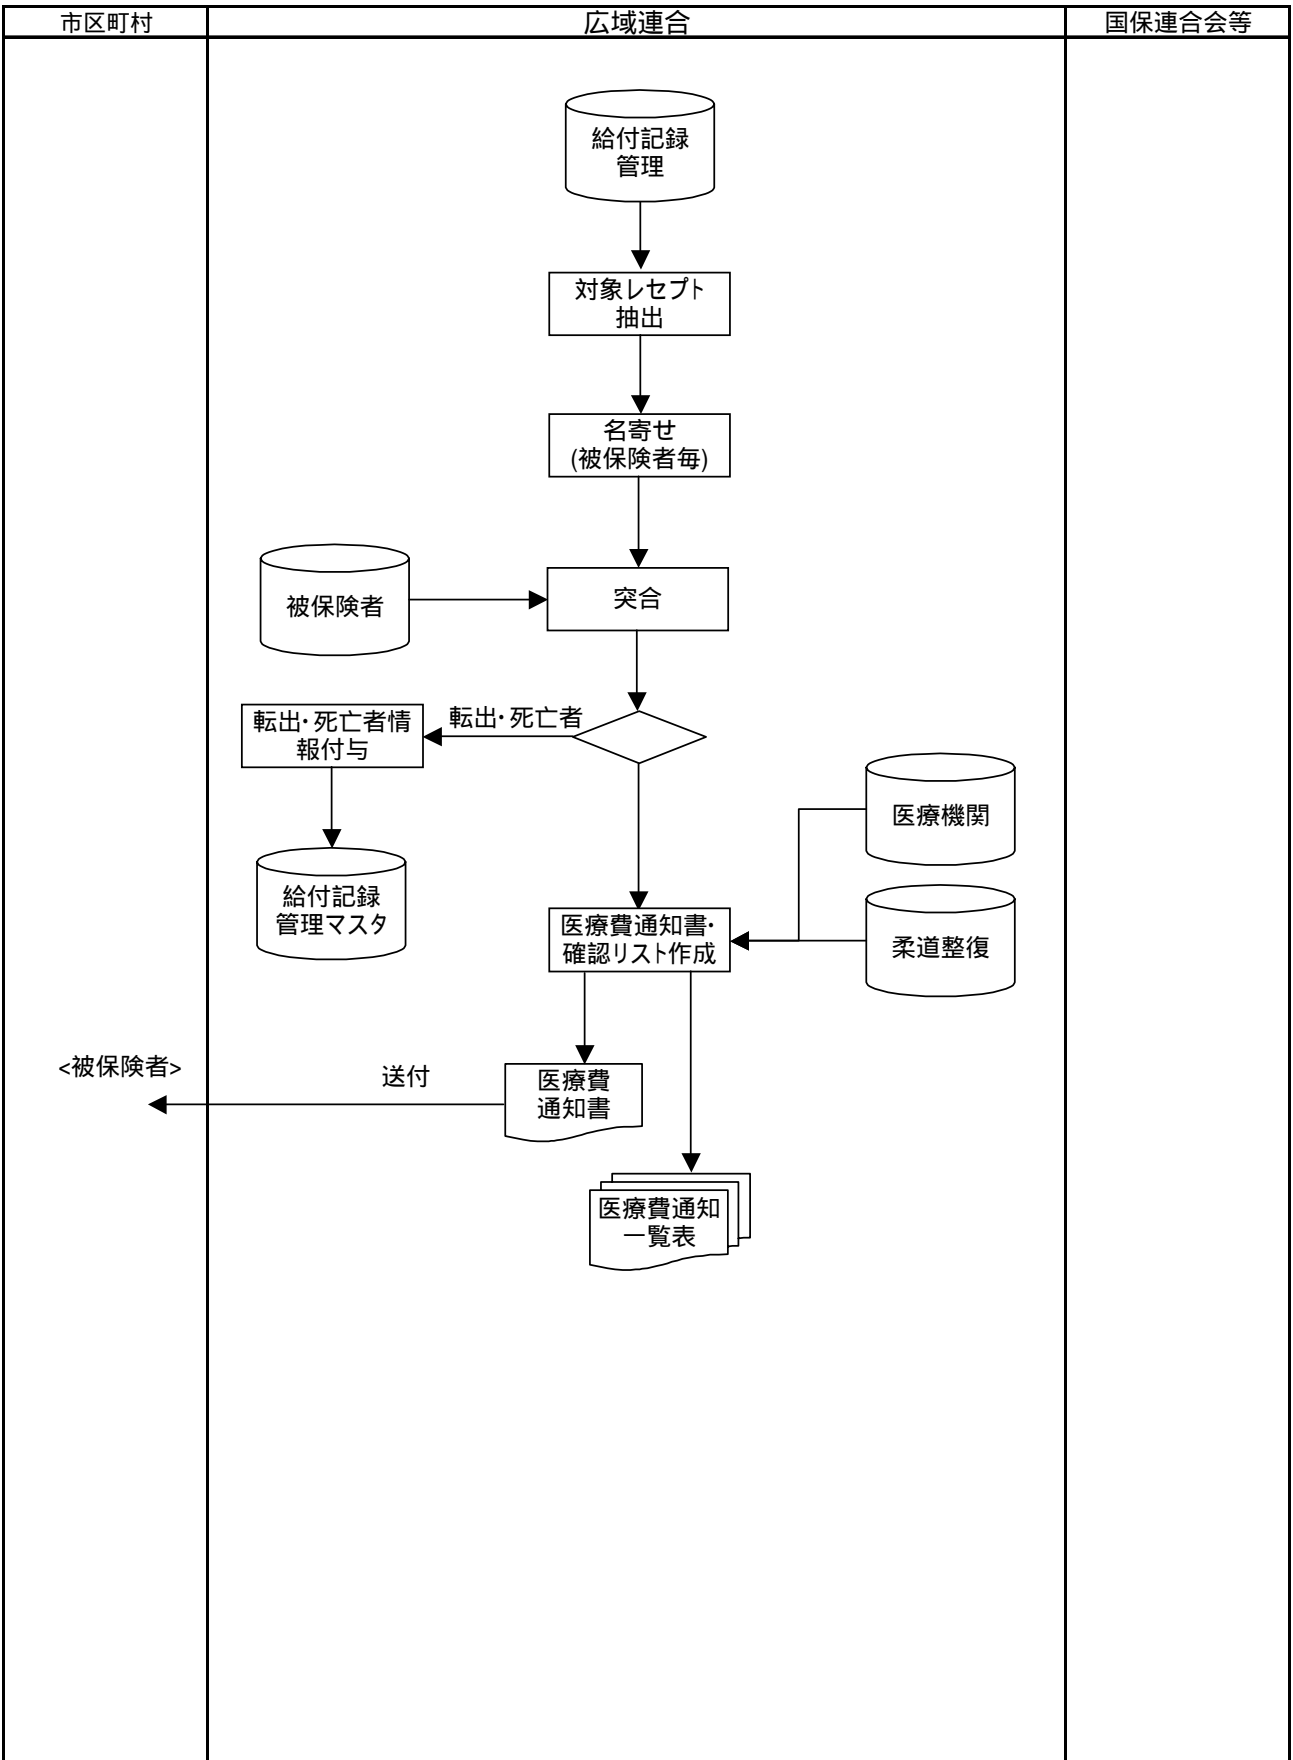 市区町村
広域連合
国保連合会等
給付記録
管理
対象レセプト
抽出
名寄せ
(被保険者毎)
被保険者
突合
転出・死亡者情
報付与
転出・死亡者
医療機関
給付記録
管理マスタ
医療費通知書・
確認リスト作成
柔道整復
<被保険者>
送付
医療費
通知書
医療費通知
一覧表